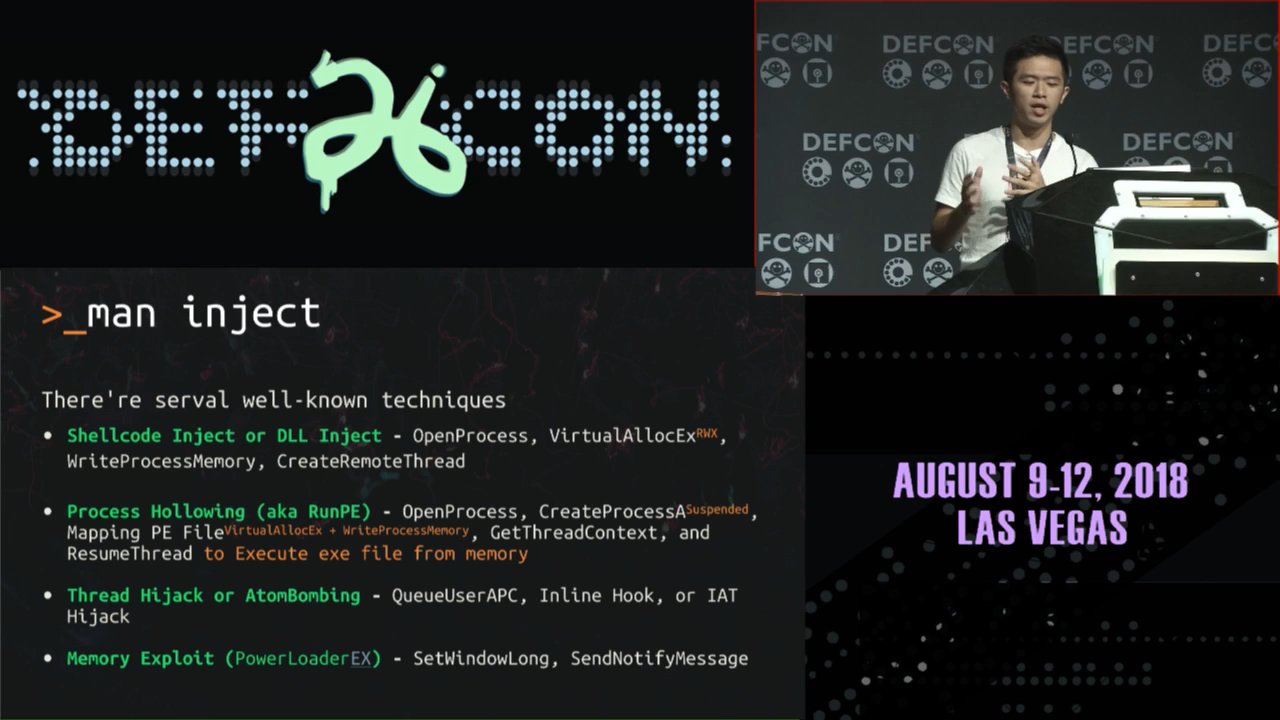 DEFCON
26
DEFCON
DEFCON
DEFCON
DEFC
DEFCON
DEFCON
FCON
DEF
>_man inject
There're serval well-known techniques
• Shellcode Inject or DLL Inject - OpenProcess, VirtualAllocExRWX,
WriteProcessMemory, CreateRemoteThread
• Process Hollowing (aka RunPE) - OpenProcess, CreateProcessASuspended,
Mapping PE FileVirtualAllocEx + WriteProcessMemory, GetThreadContext, and
ResumeThread to Execute exe file from memory
• Thread Hijack or AtomBombing - QueueUserAPC, Inline Hook, or IAT
Hijack
• Memory Exploit (PowerLoaderEX) - SetWindowLong, SendNotifyMessage
AUGUST 9-12, 2018
LAS VEGAS